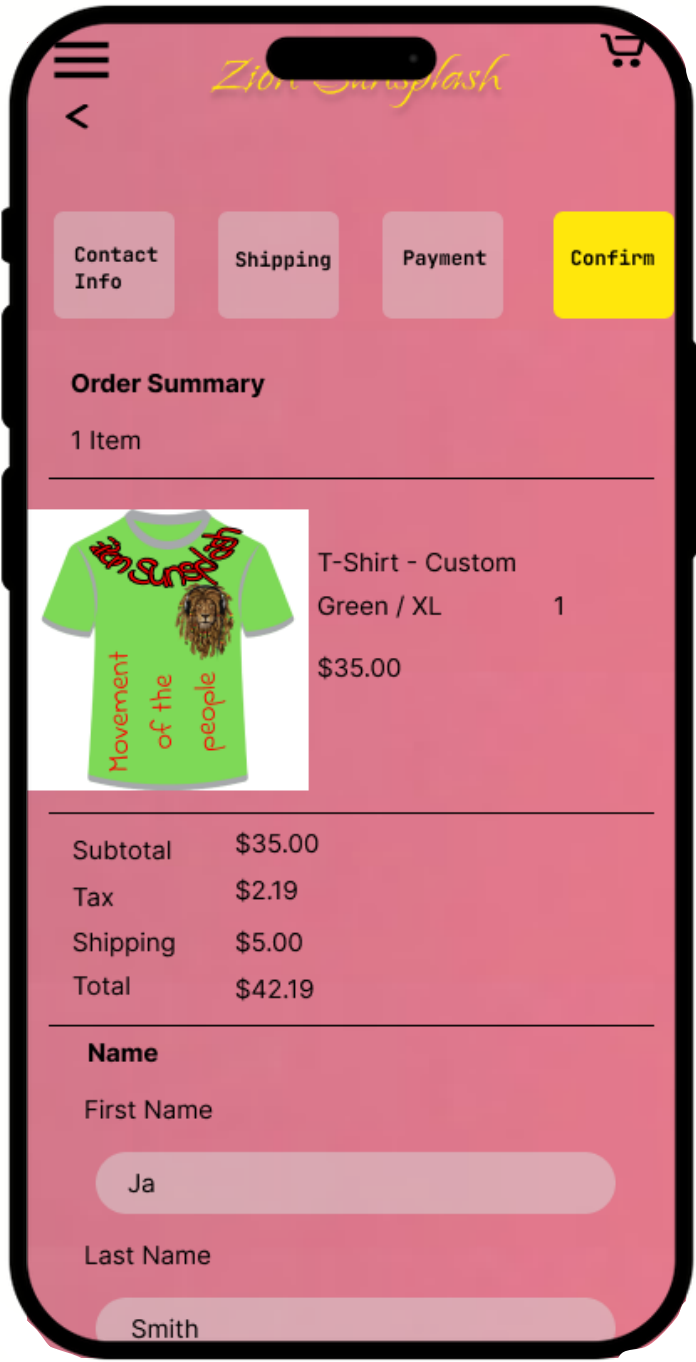 Zion Sunsplash
<
Contact
Info
Shipping
Payment
Confirm
Order Summary
1 Item
Zion Sunsplash
Movement
of the
people
T-Shirt - Custom
Green / XL 1
$35.00
Subtotal $35.00
Tax $2.19
Shipping $5.00
Total $42.19
Name
First Name
Ja
Last Name
Smith